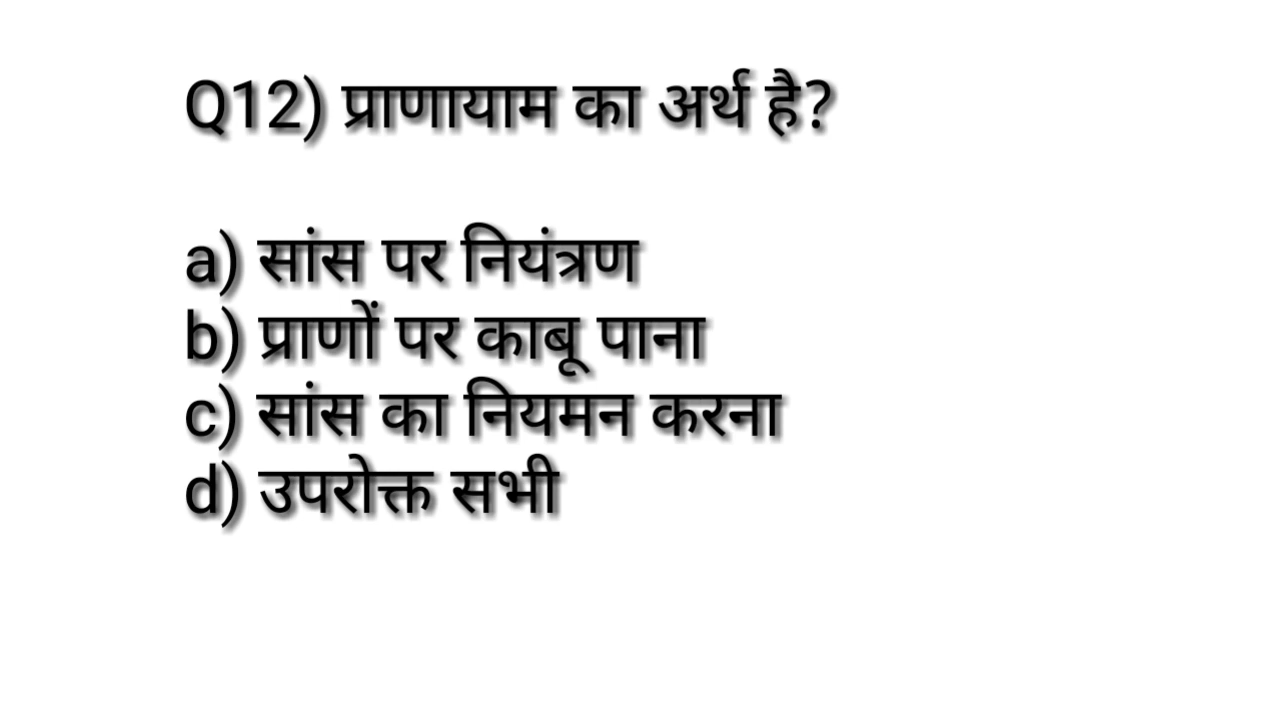 Q12) प्राणायाम का अर्थ है?
a) सांस पर नियंत्रण
b) प्राणों पर काबू पाना
c) सांस का नियमन करना
d) उपरोक्त सभी